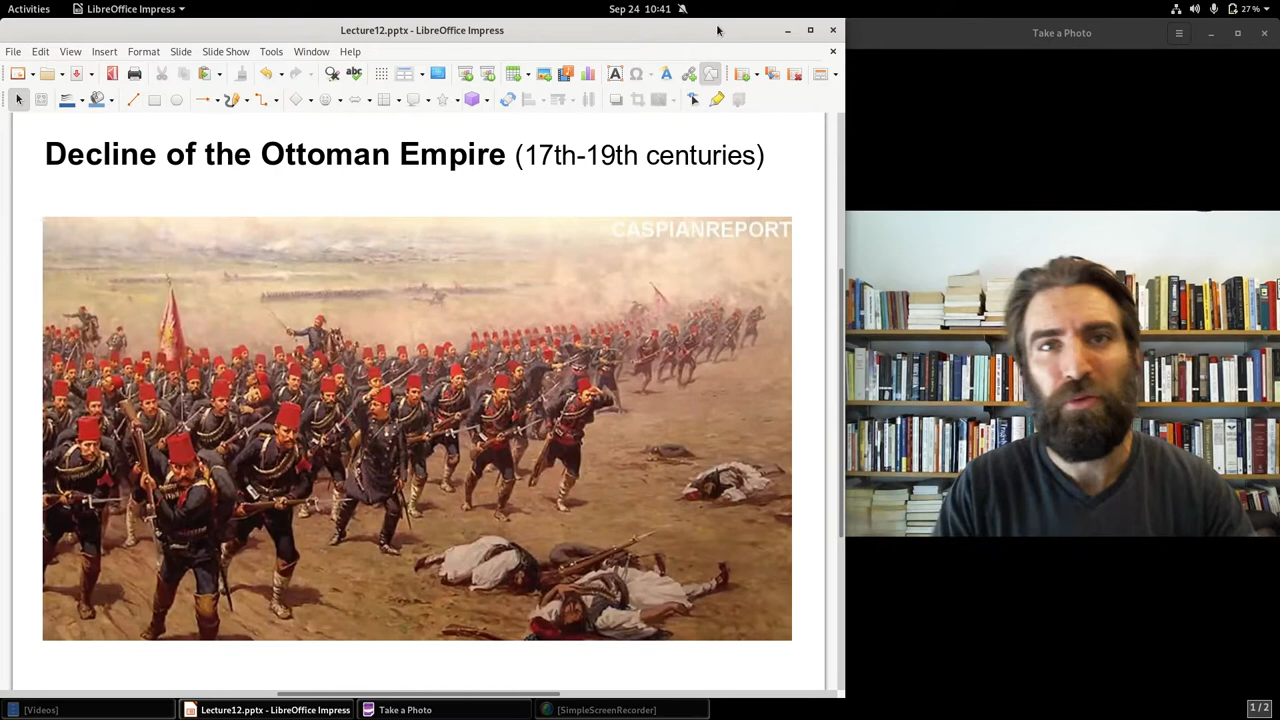 Activities
LibreOffice Impress
Sep 24 10:41
27%
Lecture12.pptx - LibreOffice Impress
Take a Photo
File Edit View Insert Format Slide Slide Show Tools Window Help
Decline of the Ottoman Empire (17th-19th centuries)
CASPIANREPORT
[Videos]
Lecture12.pptx - LibreOffice Impress
Take a Photo
[SimpleScreenRecorder]
1/2